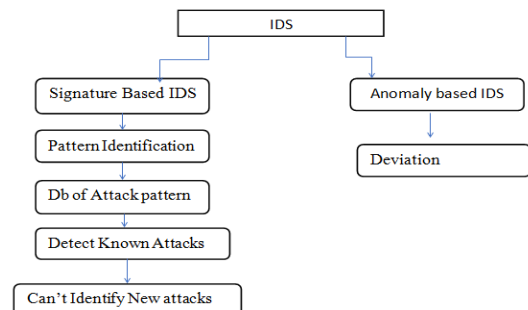 IDS
Signature Based IDS
Anomaly based IDS
Pattern Identification
Deviation
Db of Attack pattern
Detect Known Attacks
Can't Identify New attacks